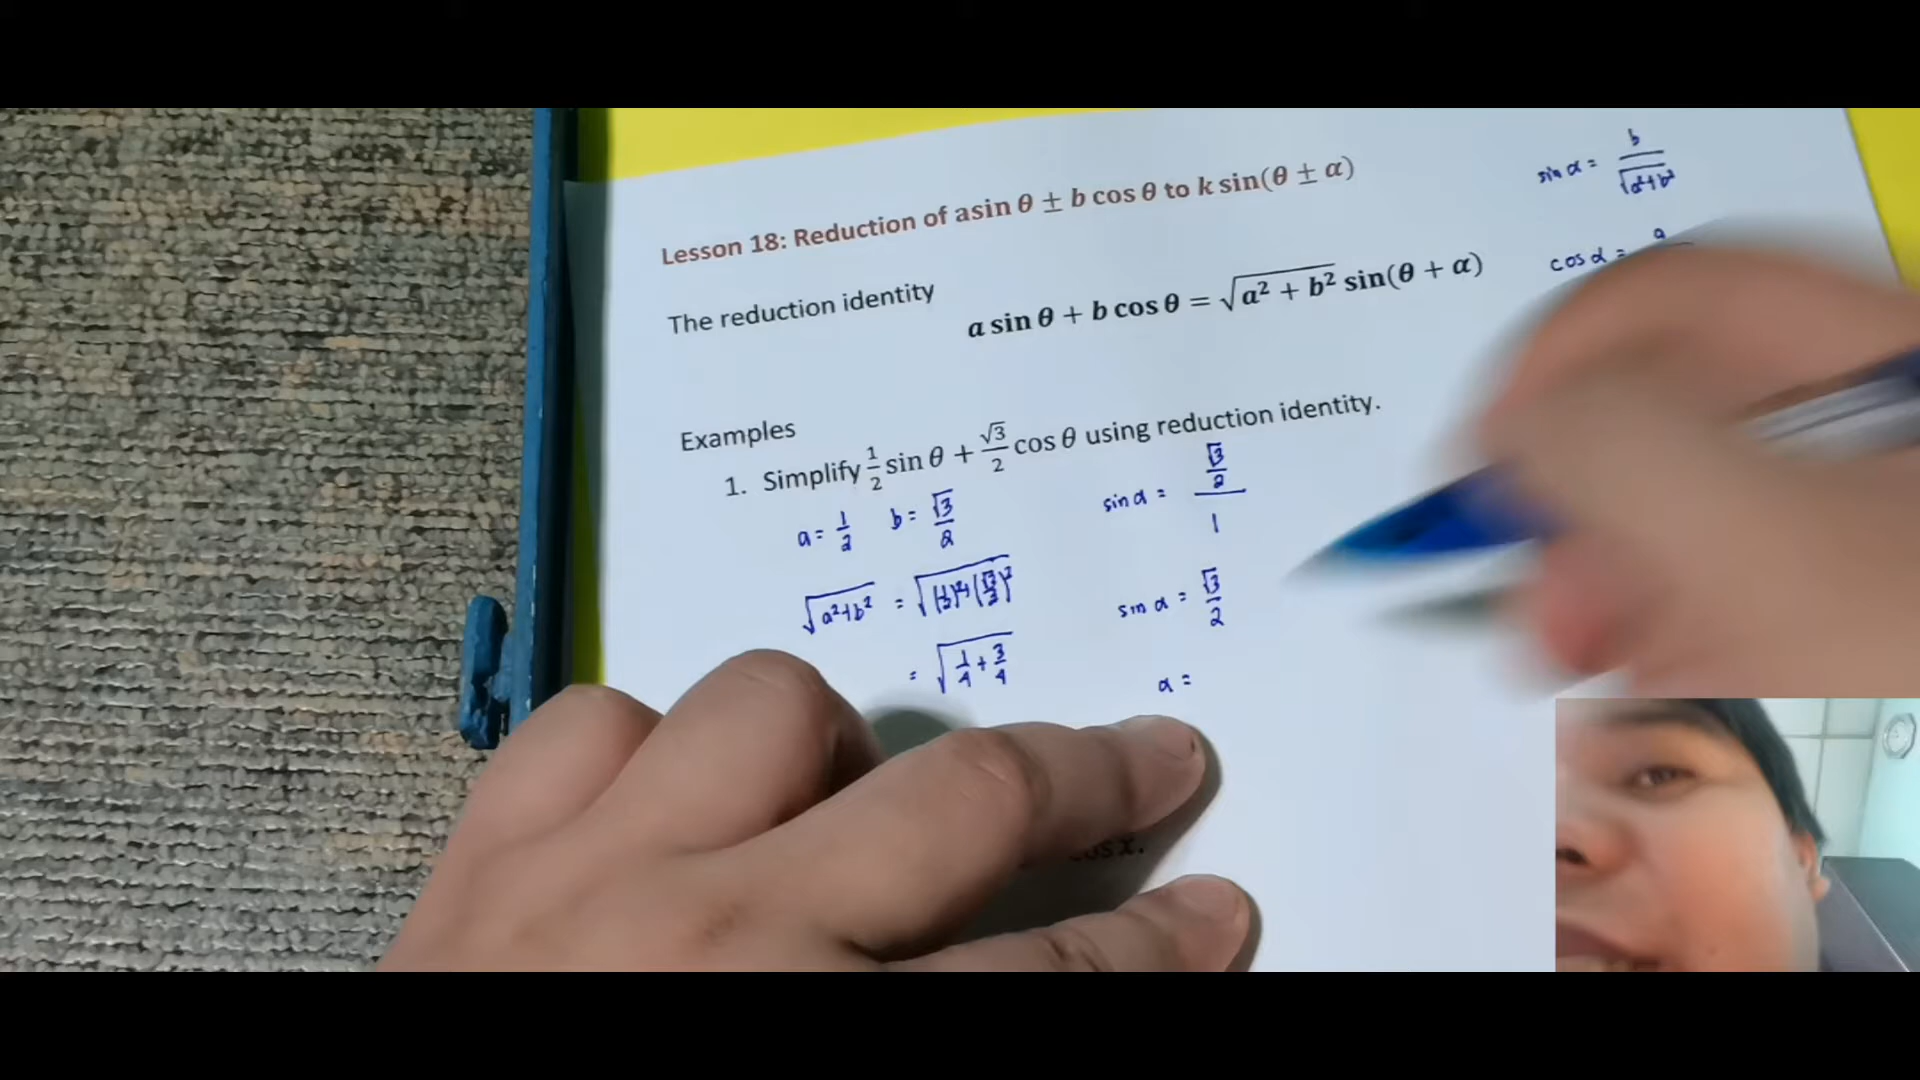 Lesson 18: Reduction of asin θ ± b cos θ to k sin(θ ± α)
sin α = b / √a²+b²
cos α = a
The reduction identity
a sin θ + b cos θ = √a² + b² sin(θ + α)
Examples
1. Simplify 1/2 sin θ + √3/2 cos θ using reduction identity.
a = 1/2 b = √3/2
√a²+b² = √(1/2)²+(√3/2)²
= √1/4 + 3/4
sin α = √3/2 / 1
sin α = √3/2
α =
cos x.